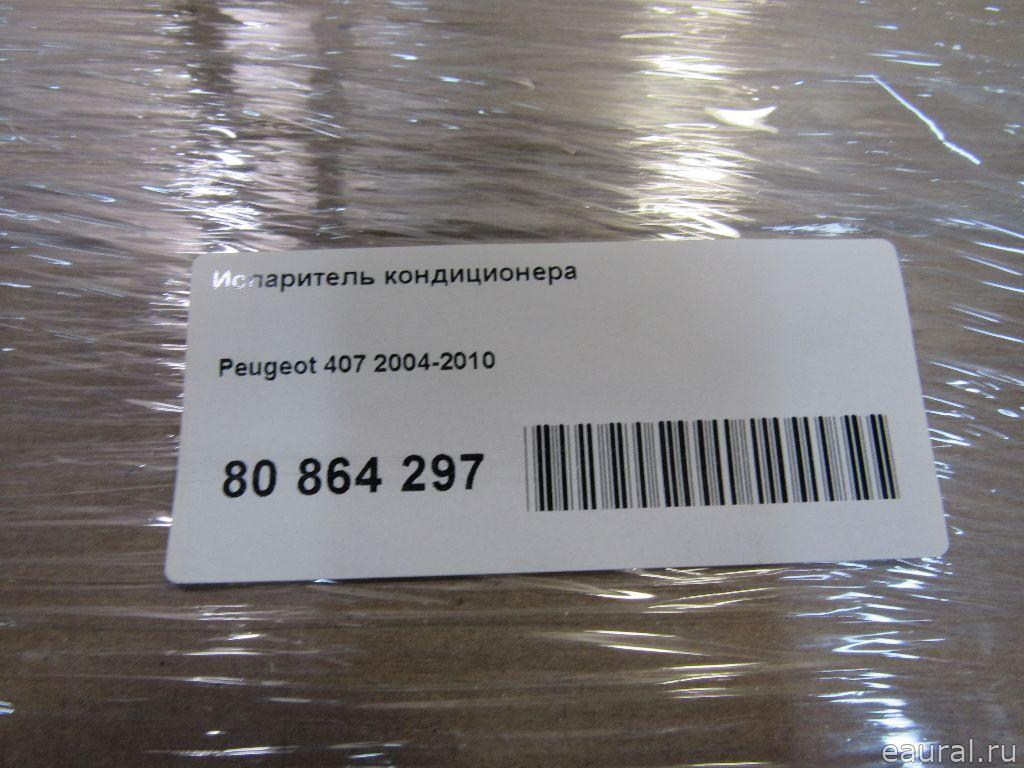 Испаритель кондиционера
Peugeot 407 2004-2010
80 864 297
eaural.ru